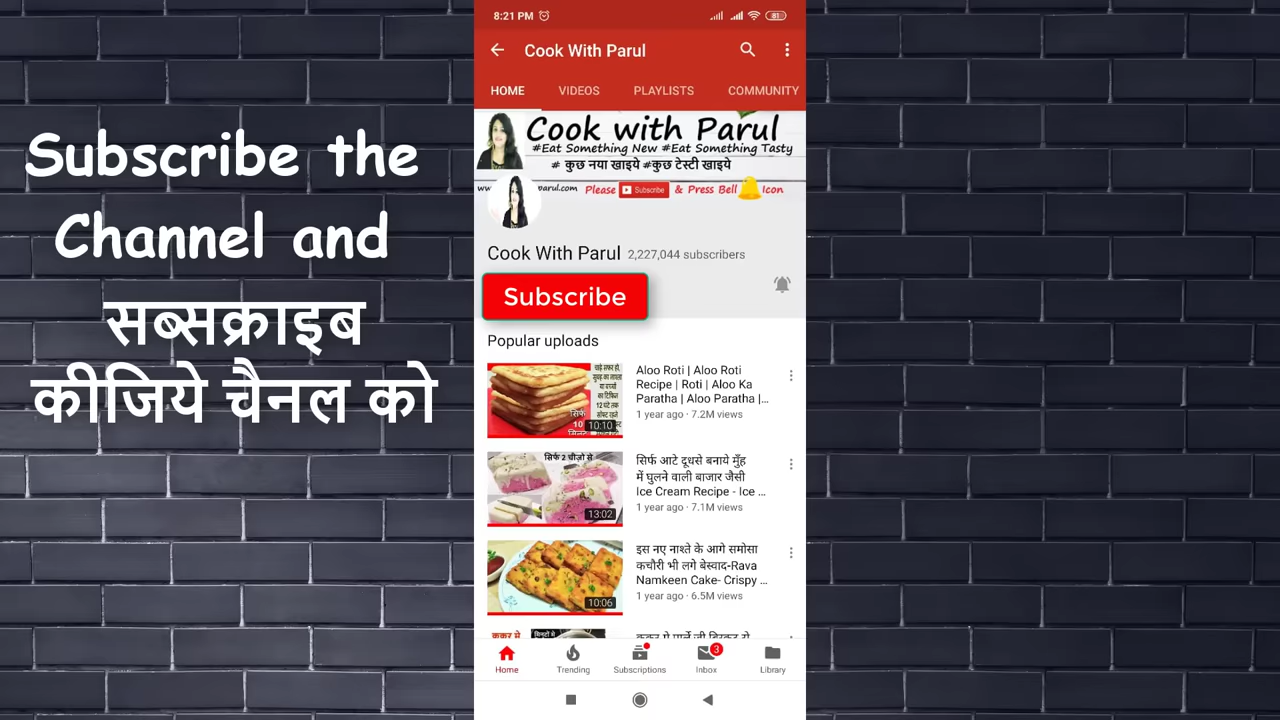 Subscribe the
Channel and
सब्सक्राइब
कीजिये चैनल को
8:21 PM
81
Cook With Parul
HOME VIDEOS PLAYLISTS COMMUNITY
Cook with Parul
#Eat Something New #Eat Something Tasty
# कुछ नया खाइये #कुछ टेस्टी खाइये
parul.com Please Subscribe & Press Bell Icon
Cook With Parul 2,227,044 subscribers
Subscribe
Popular uploads
Aloo Roti | Aloo Roti
Recipe | Roti | Aloo Ka
Paratha | Aloo Paratha |...
1 year ago · 7.2M views
सिर्फ
10
10:10
सिर्फ आटे दूधसे बनाये मुँह
में घुलने वाली बाजार जैसी
Ice Cream Recipe - Ice ...
1 year ago · 7.1M views
सिर्फ 2 चीज़ो से
13:02
इस नए नाश्ते के आगे समोसा
कचौरी भी लगे बेस्वाद-Rava
Namkeen Cake- Crispy ...
1 year ago · 6.5M views
10:06
Home Trending Subscriptions Inbox Library
3